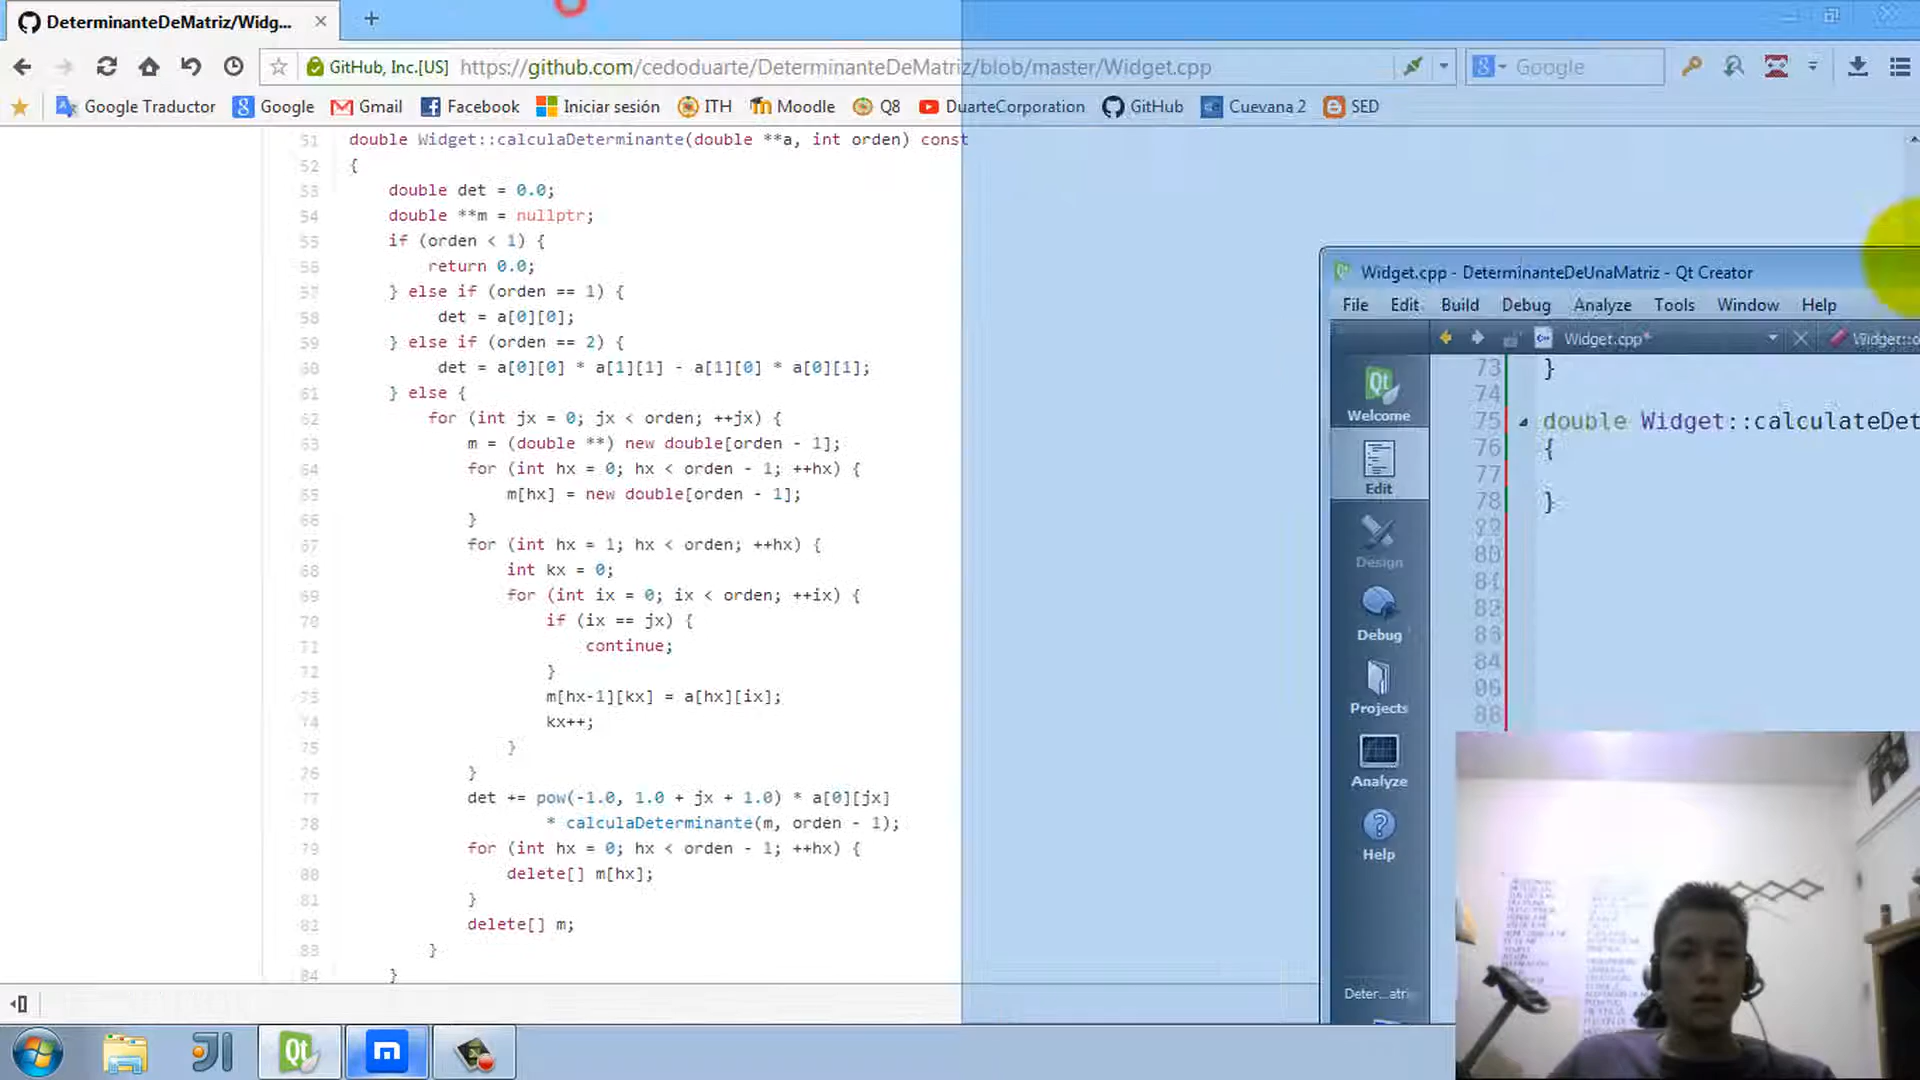 DeterminanteDeMatriz/Widg...
GitHub, Inc.[US] https://github.com/cedoduarte/DeterminanteDeMatriz/blob/master/Widget.cpp
Google
Google Traductor Google Gmail Facebook Iniciar sesión ITH Moodle Q8 DuarteCorporation GitHub Cuevana 2 SED
51 double Widget::calculaDeterminante(double **a, int orden) const
52 {
53 double det = 0.0;
54 double **m = nullptr;
55 if (orden < 1) {
56 return 0.0;
57 } else if (orden == 1) {
58 det = a[0][0];
59 } else if (orden == 2) {
60 det = a[0][0] * a[1][1] - a[1][0] * a[0][1];
61 } else {
62 for (int jx = 0; jx < orden; ++jx) {
63 m = (double **) new double[orden - 1];
64 for (int hx = 0; hx < orden - 1; ++hx) {
65 m[hx] = new double[orden - 1];
66 }
67 for (int hx = 1; hx < orden; ++hx) {
68 int kx = 0;
69 for (int ix = 0; ix < orden; ++ix) {
70 if (ix == jx) {
71 continue;
72 }
73 m[hx-1][kx] = a[hx][ix];
74 kx++;
75 }
76 }
77 det += pow(-1.0, 1.0 + jx + 1.0) * a[0][jx]
78 * calculaDeterminante(m, orden - 1);
79 for (int hx = 0; hx < orden - 1; ++hx) {
80 delete[] m[hx];
81 }
82 delete[] m;
83 }
84 }
Widget.cpp - DeterminanteDeUnaMatriz - Qt Creator
File Edit Build Debug Analyze Tools Window Help
Widget.cpp* Widget::c
Welcome
Edit
Design
Debug
Projects
Analyze
Help
Deter...atri
73 }
74
75 double Widget::calculateDet
76 {
77
78 }
80
84